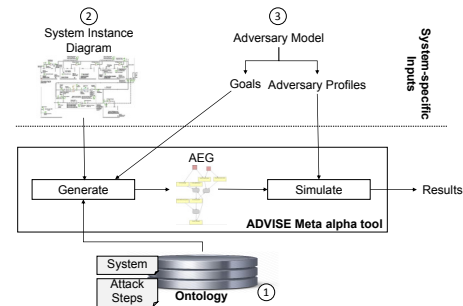 2
System Instance
Diagram
3
Adversary Model
Goals
Adversary Profiles
System-specific
Inputs
AEG
Generate
Simulate
Results
ADVISE Meta alpha tool
System
Attack
Steps
Ontology
1